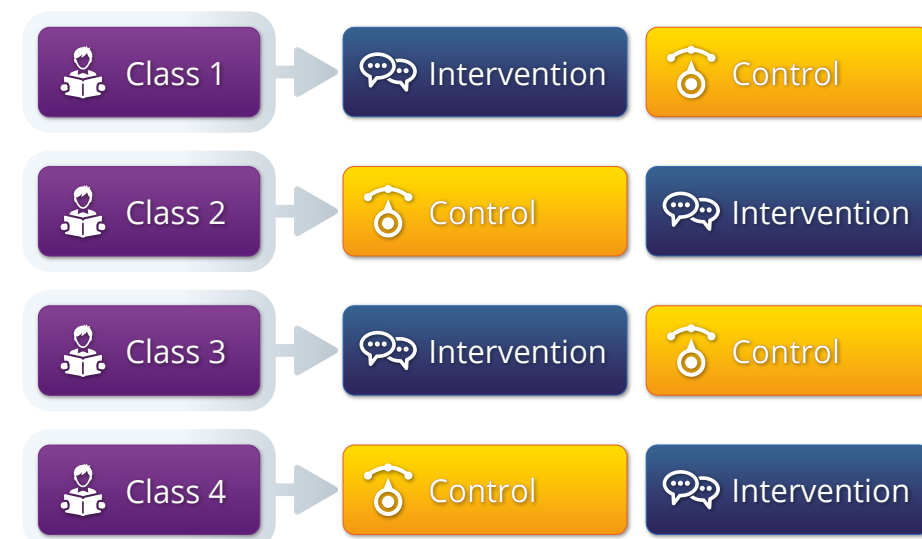 Class 1 Intervention Control
Class 2 Control Intervention
Class 3 Intervention Control
Class 4 Control Intervention